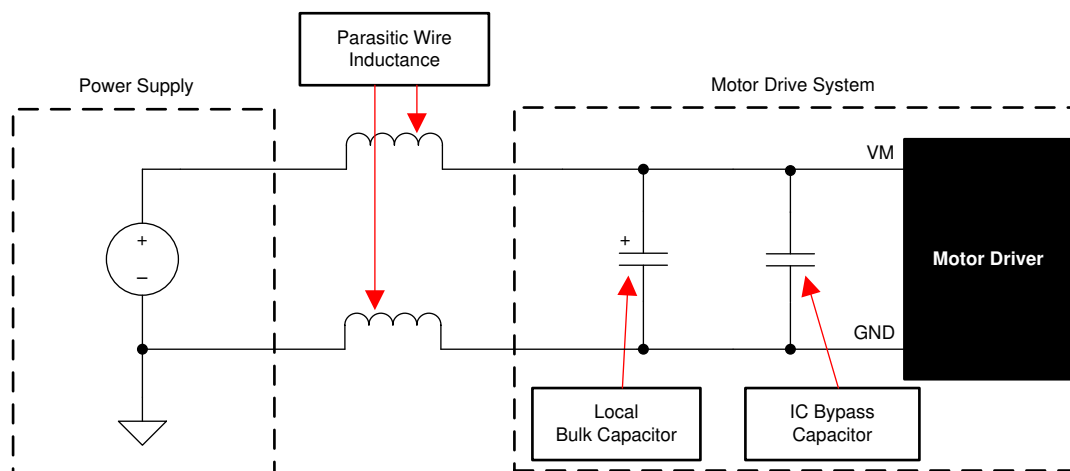 Parasitic Wire
Inductance
Power Supply
Motor Drive System
VM
+
–
+
Motor Driver
GND
Local
Bulk Capacitor
IC Bypass
Capacitor